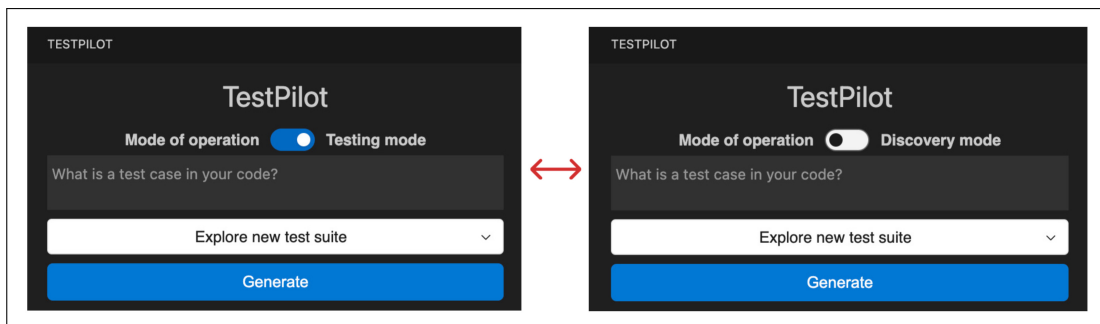 TESTPILOT
TestPilot
Mode of operation Testing mode
What is a test case in your code?
Explore new test suite
Generate
TESTPILOT
TestPilot
Mode of operation Discovery mode
What is a test case in your code?
Explore new test suite
Generate